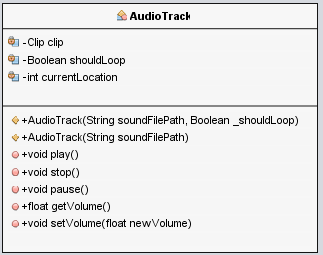 AudioTrack
-Clip clip
-Boolean shouldLoop
-int currentLocation
+AudioTrack(String soundFilePath, Boolean _shouldLoop)
+AudioTrack(String soundFilePath)
+void play()
+void stop()
+void pause()
+float getVolume()
+void setVolume(float newVolume)